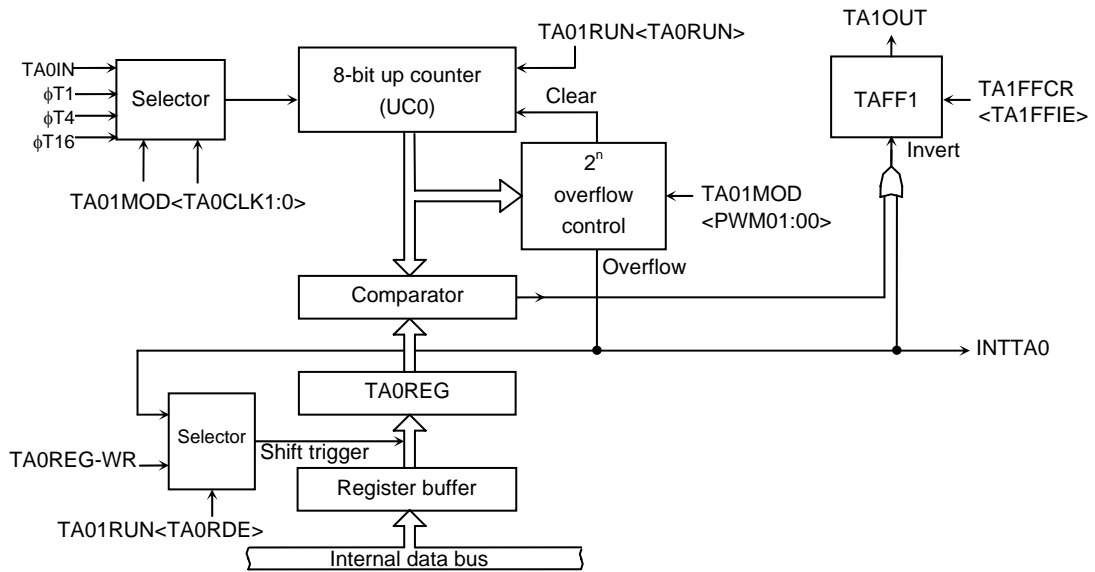 TA1OUT
TA01RUN<TA0RUN>
TA0IN
φT1
φT4
φT16
Selector
8-bit up counter
(UC0)
Clear
TAFF1
TA1FFCR
<TA1FFIE>
Invert
TA01MOD<TA0CLK1:0>
2ⁿ
overflow
control
TA01MOD
<PWM01:00>
Overflow
Comparator
INTTA0
TA0REG
Selector
Shift trigger
TA0REG-WR
Register buffer
TA01RUN<TA0RDE>
Internal data bus